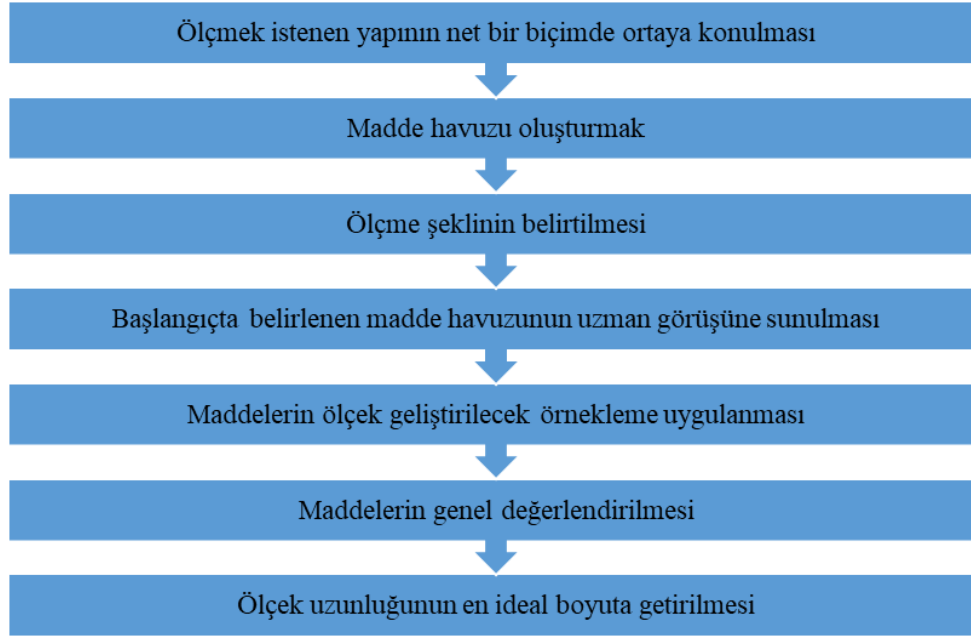 Ölçmek istenen yapının net bir biçimde ortaya konulması
Madde havuzu oluşturmak
Ölçme şeklinin belirtilmesi
Başlangıçta belirlenen madde havuzunun uzman görüşüne sunulması
Maddelerin ölçek geliştirilecek örnekleme uygulanması
Maddelerin genel değerlendirilmesi
Ölçek uzunluğunun en ideal boyuta getirilmesi